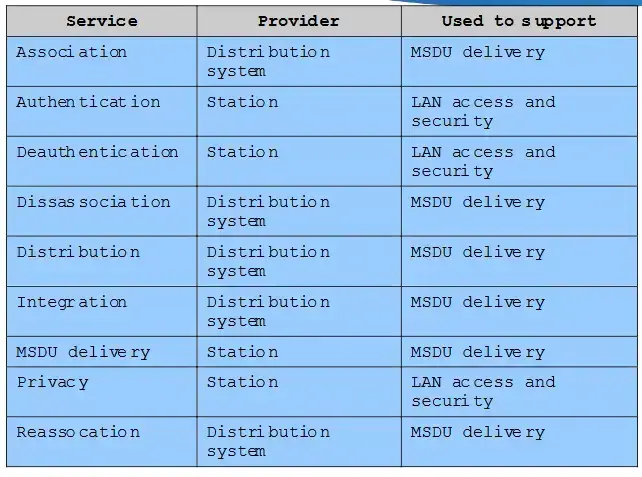 Service Provider Used to support
Association Distribution system MSDU delivery
Authentication Station LAN access and security
Deauthentication Station LAN access and security
Dissassociation Distribution system MSDU delivery
Distribution Distribution system MSDU delivery
Integration Distribution system MSDU delivery
MSDU delivery Station MSDU delivery
Privacy Station LAN access and security
Reassocation Distribution system MSDU delivery